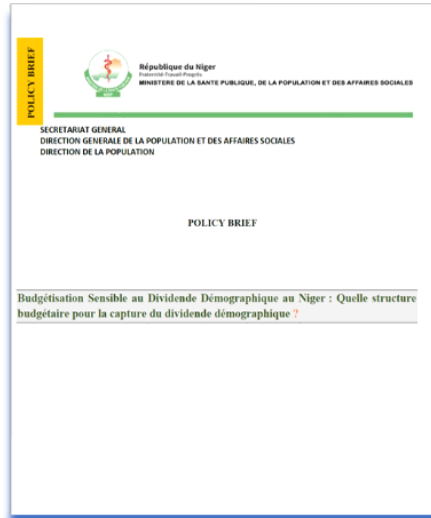 POLICY BRIEF
République du Niger
Fraternité-Travail-Progrès
MINISTERE DE LA SANTE PUBLIQUE, DE LA POPULATION ET DES AFFAIRES SOCIALES
SECRETARIAT GENERAL
DIRECTION GENERALE DE LA POPULATION ET DES AFFAIRES SOCIALES
DIRECTION DE LA POPULATION
POLICY BRIEF
Budgétisation Sensible au Dividende Démographique au Niger : Quelle structure
budgétaire pour la capture du dividende démographique ?